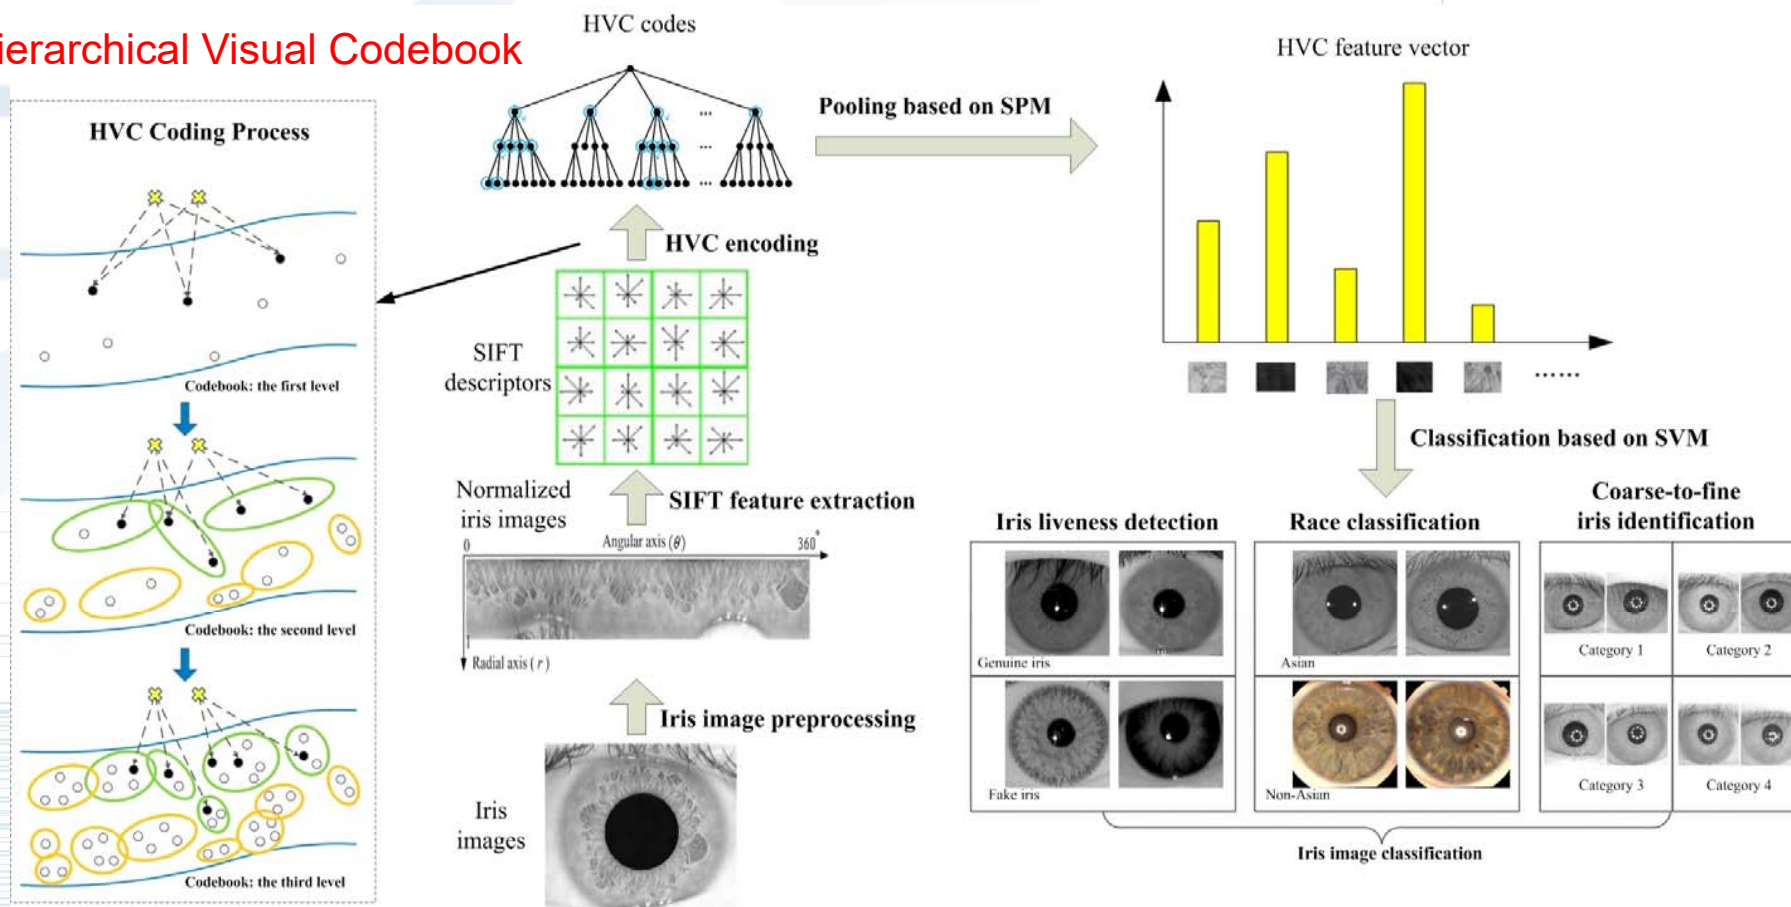 ierarchical Visual Codebook
HVC Coding Process
Codebook: the first level
Codebook: the second level
Codebook: the third level
HVC codes
...
...
...
HVC encoding
SIFT
descriptors
SIFT feature extraction
Normalized
iris images
0
Angular axis (θ)
360°
1
Radial axis ( r )
Iris image preprocessing
Iris
images
Pooling based on SPM
HVC feature vector
......
Classification based on SVM
Iris liveness detection
Genuine iris
Fake iris
Race classification
Asian
Non-Asian
Coarse-to-fine
iris identification
Category 1
Category 2
Category 3
Category 4
Iris image classification